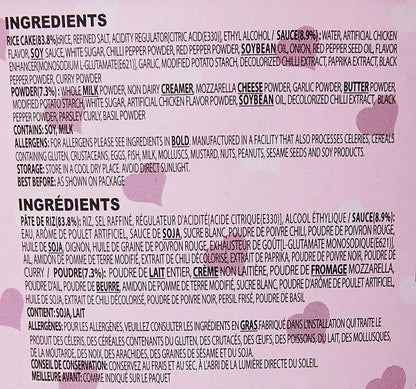 INGREDIENTS
RICE CAKE(83.8%):RICE, REFINED SALT, ACIDITY REGULATOR[CITRIC ACID(E330)], ETHYL ALCOHOL / SAUCE(8.9%): WATER, ARTIFICIAL CHICKEN
FLAVOR, SOY SAUCE, WHITE SUGAR, CHILLI PEPPER POWDER, RED PEPPER POWDER, SOYBEAN OIL, ONION, RED PEPPER SEED OIL, FLAVOR
ENHANCER[MONOSODIUM L-GLUTAMATE(E621)], GARLIC, MODIFIED POTATO STARCH, DECOLORIZED CHILLI EXTRACT, PAPRIKA EXTRACT, BLACK
PEPPER POWDER, CURRY POWDER
POWDER(7.3%) : WHOLE MILK POWDER, NON DAIRY CREAMER, MOZZARELLA CHEESE POWDER, GARLIC POWDER, BUTTER POWDER,
MODIFIED POTATO STARCH, WHITE SUGAR, ARTIFICIAL CHICKEN POWDER, SOYBEAN OIL, DECOLORIZED CHILLI EXTRACT, BLACK
PEPPER POWDER, PARSLEY CURLY, BASIL POWDER
CONTAINS: SOY, MILK
ALLERGENS: FOR ALLERGENS PLEASE SEE INGREDIENTS IN BOLD. MANUFACTURED IN A FACILITY THAT ALSO PROCESSES CELERIES, CEREALS
CONTAINING GLUTEN, CRUSTACEANS, EGGS, FISH, MILK, MOLLUSCS, MUSTARD, NUTS, PEANUTS, SESAME SEEDS AND SOY PRODUCTS.
STORAGE: STORE IN A COOL DRY PLACE. AVOID DIRECT SUNLIGHT.
BEST BEFORE: AS SHOWN ON PACKAGE
INGRÉDIENTS
PÂTE DE RIZ(83.8%): RIZ, SEL RAFFINÉ, RÉGULATEUR D'ACIDITÉ[ACIDE CITRIQUE(E330)], ALCOOL ÉTHYLIQUE / SAUCE(8.9%):
EAU, ARÔME DE POULET ARTIFICIEL, SAUCE DE SOJA, SUCRE BLANC, POUDRE DE POIVRE CHILI, POUDRE DE POIVRON ROUGE,
HUILE DE SOJA, OIGNON, HUILE DE GRAINE DE POIVRON ROUGE, EXHAUSTEUR DE GOÛT[L-GLUTAMATE MONOSODIQUE(E621)],
AIL, AMIDON DE POMME DE TERRE MODIFIÉ, EXTRAIT DE CHILI DÉCOLORISÉ, EXTRAIT DE PAPRIKA, POUDRE DE POIVRE NOIR, POUDRE DE
CURRY / POUDRE(7.3%): POUDRE DE LAIT ENTIER, CRÈME NON LAITIÈRE, POUDRE DE FROMAGE MOZZARELLA,
POUDRE D'AIL, POUDRE DE BEURRE, AMIDON DE POMME DE TERRE MODIFIÉ, SUCRE BLANC, POUDRE D'ARÔME DE POULET ARTIFICIEL,
HUILE DE SOJA, EXTRAIT DE CHILI DÉCOLORISÉ, POUDRE DE POIVRE NOIR, PERSIL FRISÉ, POUDRE DE BASILIC
CONTIENT:SOJA, LAIT
ALLERGÈNES: POUR LES ALLERGÈNES, VEUILLEZ CONSULTER LES INGRÉDIENTS EN GRAS.FABRIQUÉ DANS L'INSTALLATION QUI TRAITE LE
PRODUIT DES CÉLERIS, DES CÉRÉALES CONTENANT DU GLUTEN, DES CRUSTACÉS, DES ŒUFS, DES POISSONS, DU LAIT, DES MOLLUSQUES,
DE LA MOUTARDE, DES NOIX, DES ARACHIDES, DES GRAINES DE SÉSAME ET DU SOJA.
CONSEIL DE CONSERVATION: CONSERVEZ AU FRAIS ET AU SEC, À L'ABRI DE LA LUMIÈRE DIRECTE DU SOLEIL.
MEILLEURE AVANT: COMME INDIQUÉ SUR LE PAQUET